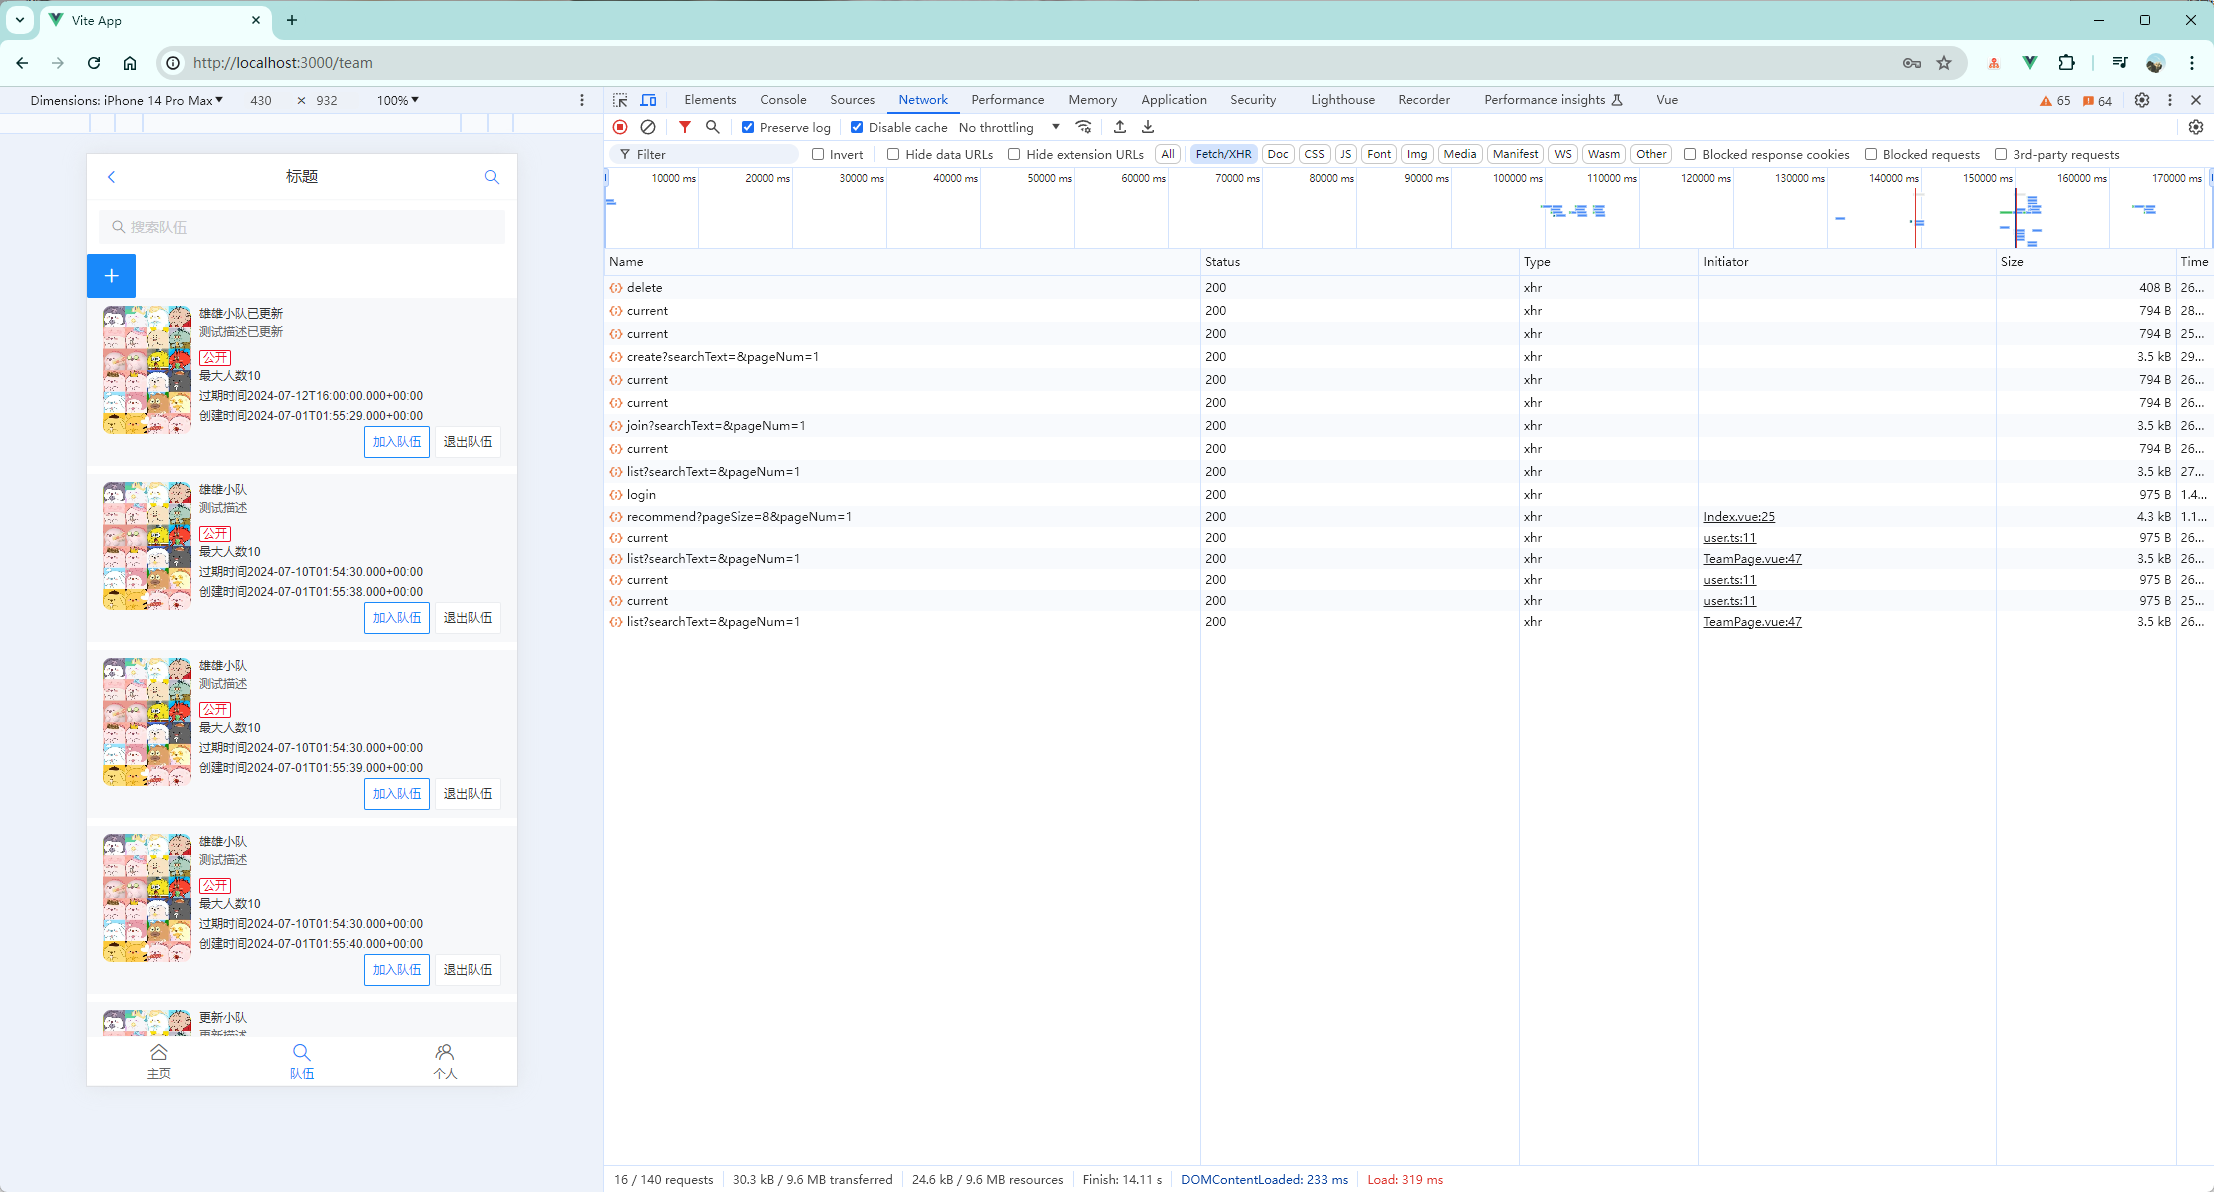 Vite App
http://localhost:3000/team
Dimensions: iPhone 14 Pro Max 430 × 932 100%
标题
搜索队伍
雄雄小队已更新
测试描述已更新
公开
最大人数10
过期时间2024-07-12T16:00:00.000+00:00
创建时间2024-07-01T01:55:29.000+00:00
加入队伍 退出队伍
雄雄小队
测试描述
公开
最大人数10
过期时间2024-07-10T01:54:30.000+00:00
创建时间2024-07-01T01:55:38.000+00:00
加入队伍 退出队伍
雄雄小队
测试描述
公开
最大人数10
过期时间2024-07-10T01:54:30.000+00:00
创建时间2024-07-01T01:55:39.000+00:00
加入队伍 退出队伍
雄雄小队
测试描述
公开
最大人数10
过期时间2024-07-10T01:54:30.000+00:00
创建时间2024-07-01T01:55:40.000+00:00
加入队伍 退出队伍
更新小队
更新描述
主页 队伍 个人
Elements Console Sources Network Performance Memory Application Security Lighthouse Recorder Performance insights Vue 65 64
Preserve log Disable cache No throttling
Filter Invert Hide data URLs Hide extension URLs All Fetch/XHR Doc CSS JS Font Img Media Manifest WS Wasm Other Blocked response cookies Blocked requests 3rd-party requests
10000 ms 20000 ms 30000 ms 40000 ms 50000 ms 60000 ms 70000 ms 80000 ms 90000 ms 100000 ms 110000 ms 120000 ms 130000 ms 140000 ms 150000 ms 160000 ms 170000 ms
Name Status Type Initiator Size Time
delete 200 xhr 408 B 26...
current 200 xhr 794 B 28...
current 200 xhr 794 B 25...
create?searchText=&pageNum=1 200 xhr 3.5 kB 29...
current 200 xhr 794 B 26...
current 200 xhr 794 B 26...
join?searchText=&pageNum=1 200 xhr 3.5 kB 26...
current 200 xhr 794 B 26...
list?searchText=&pageNum=1 200 xhr 3.5 kB 27...
login 200 xhr 975 B 1.4...
recommend?pageSize=8&pageNum=1 200 xhr Index.vue:25 4.3 kB 1.1...
current 200 xhr user.ts:11 975 B 26...
list?searchText=&pageNum=1 200 xhr TeamPage.vue:47 3.5 kB 26...
current 200 xhr user.ts:11 975 B 26...
current 200 xhr user.ts:11 975 B 25...
list?searchText=&pageNum=1 200 xhr TeamPage.vue:47 3.5 kB 26...
16 / 140 requests 30.3 kB / 9.6 MB transferred 24.6 kB / 9.6 MB resources Finish: 14.11 s DOMContentLoaded: 233 ms Load: 319 ms